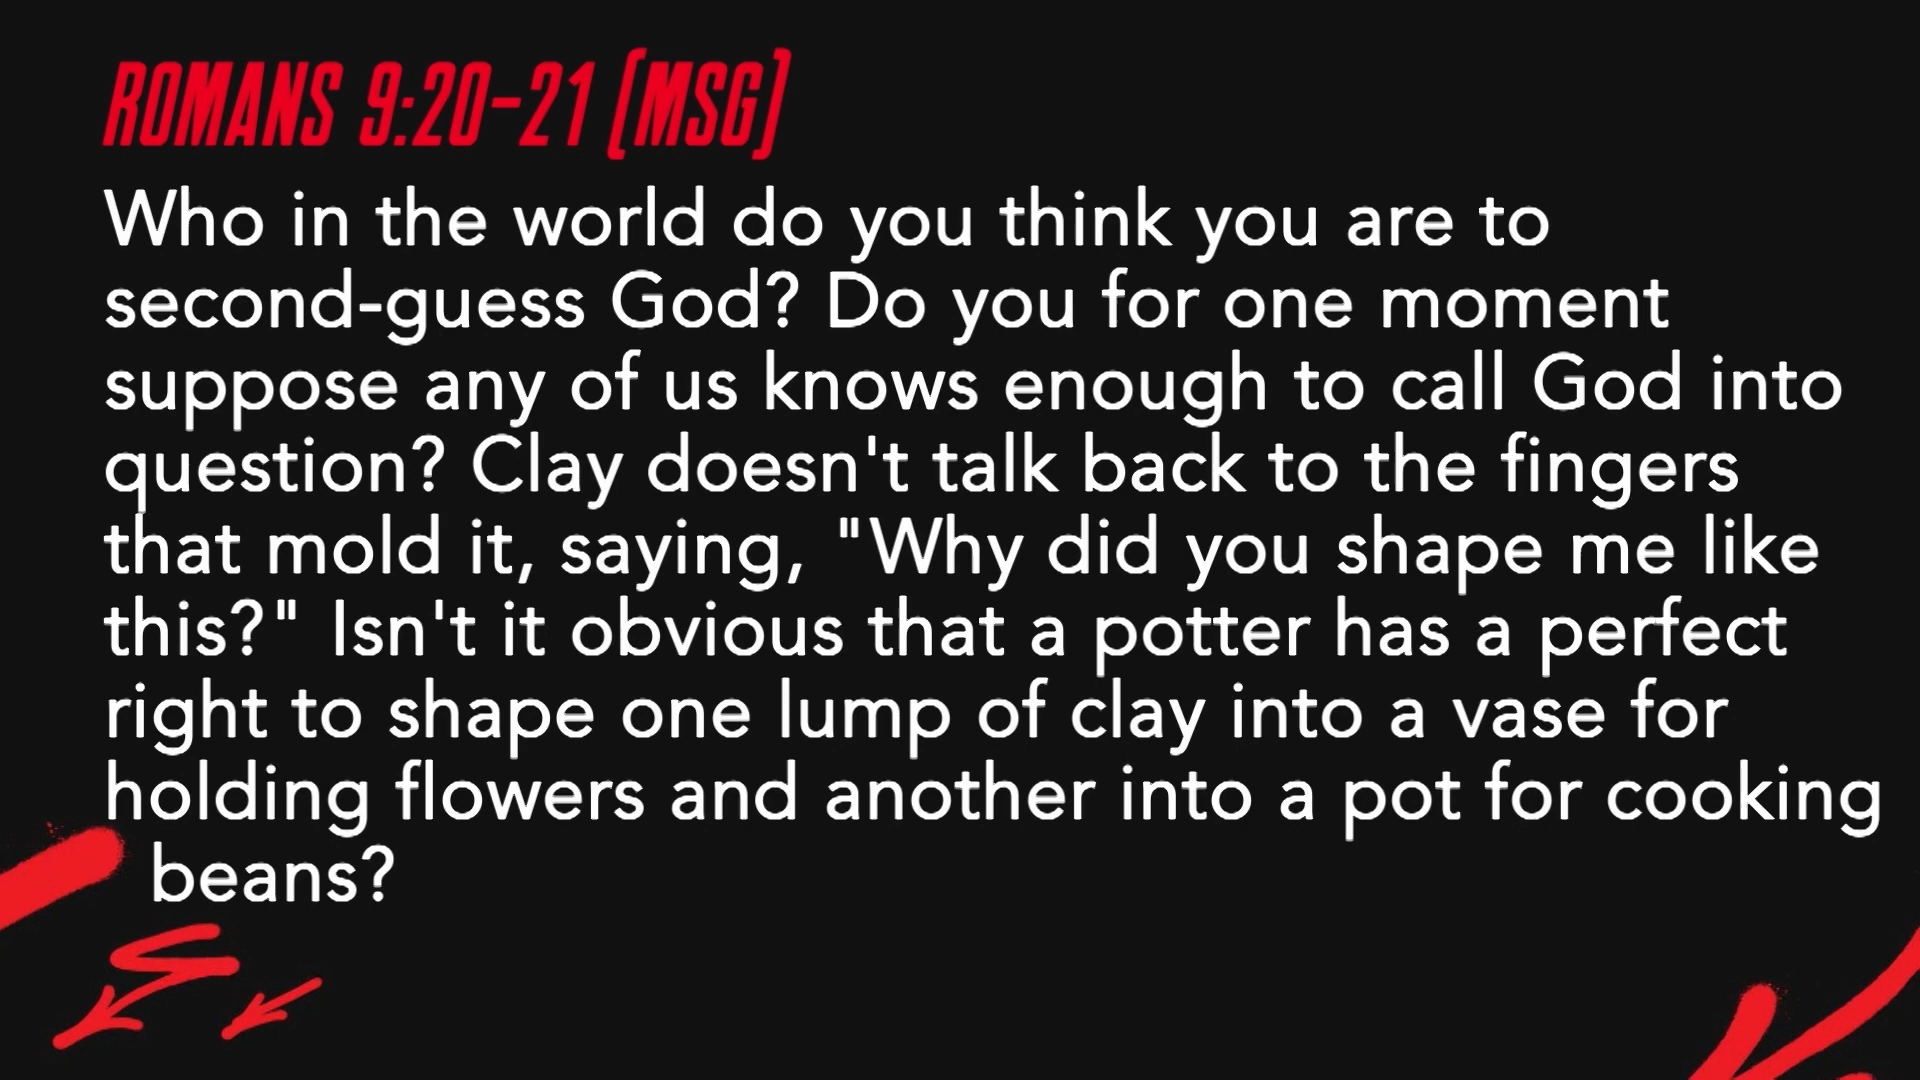 ROMANS 9:20-21 (MSG)
Who in the world do you think you are to
second-guess God? Do you for one moment
suppose any of us knows enough to call God into
question? Clay doesn't talk back to the fingers
that mold it, saying, "Why did you shape me like
this?" Isn't it obvious that a potter has a perfect
right to shape one lump of clay into a vase for
holding flowers and another into a pot for cooking
beans?